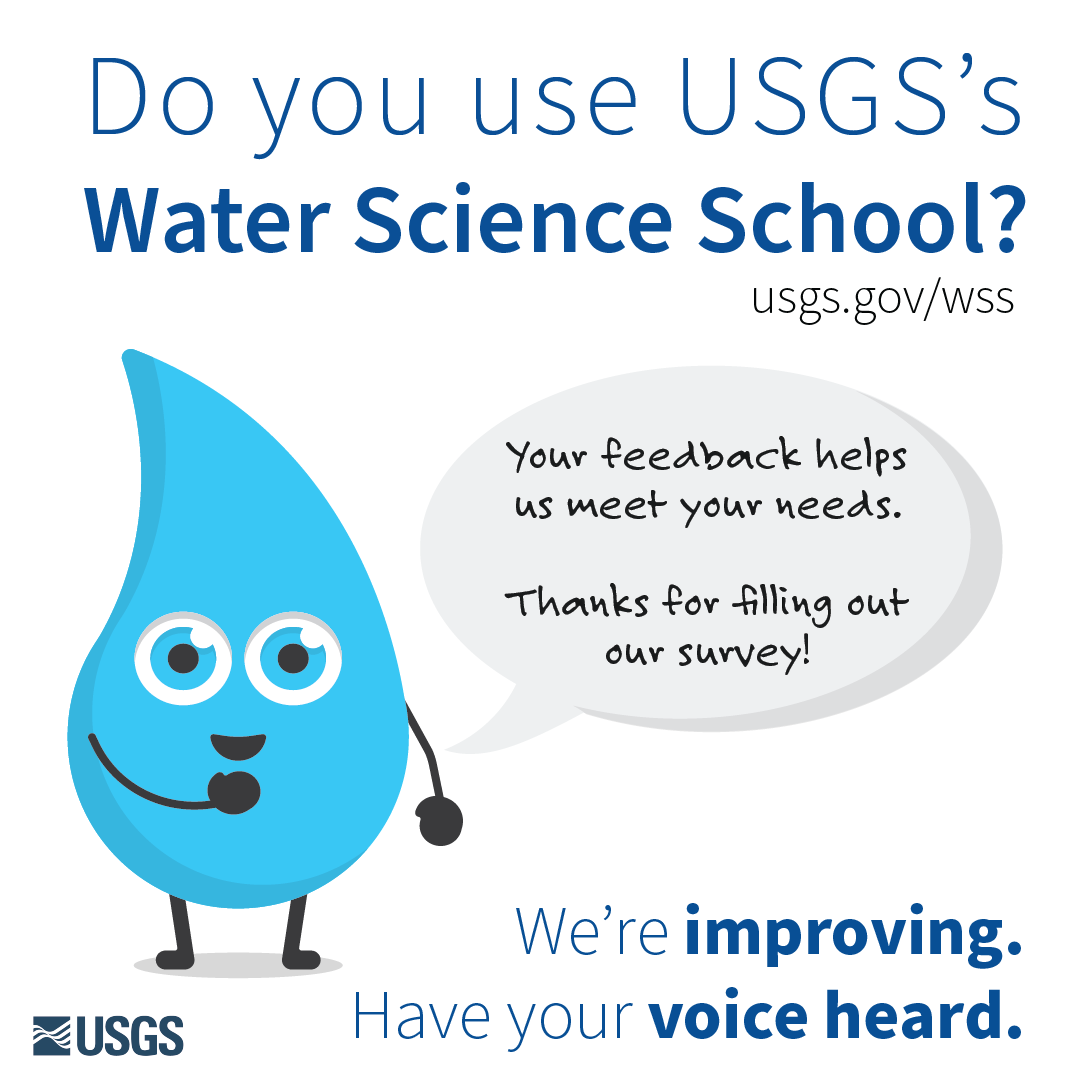 Do you use USGS’s
Water Science School?
usgs.gov/wss
Your feedback helps
us meet your needs.
Thanks for filling out
our survey!
We’re improving.
Have your voice heard.
USGS